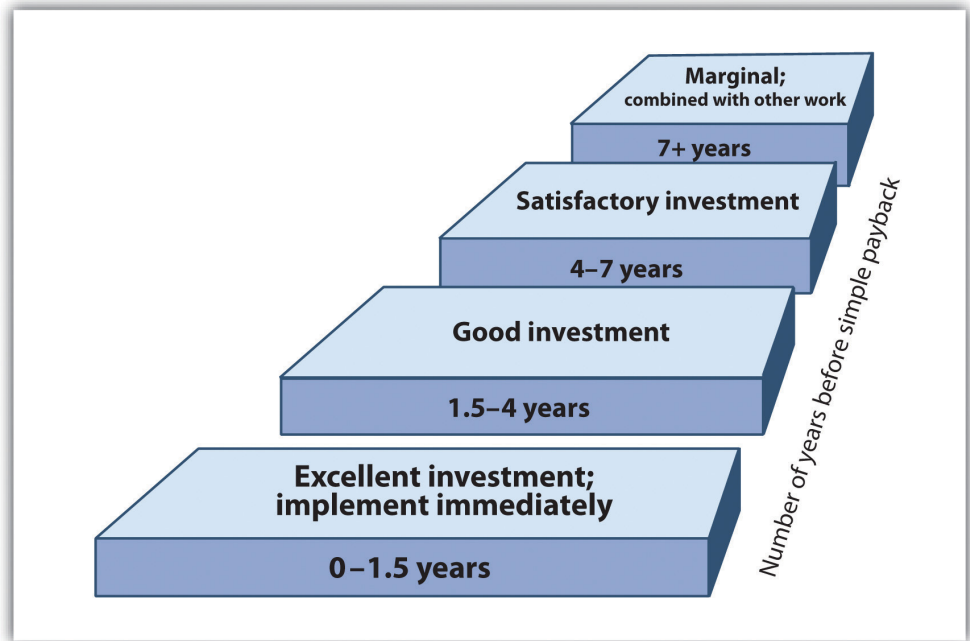 Marginal;
combined with other work
7+ years
Satisfactory investment
4–7 years
Good investment
1.5–4 years
Excellent investment;
implement immediately
0–1.5 years
Number of years before simple payback